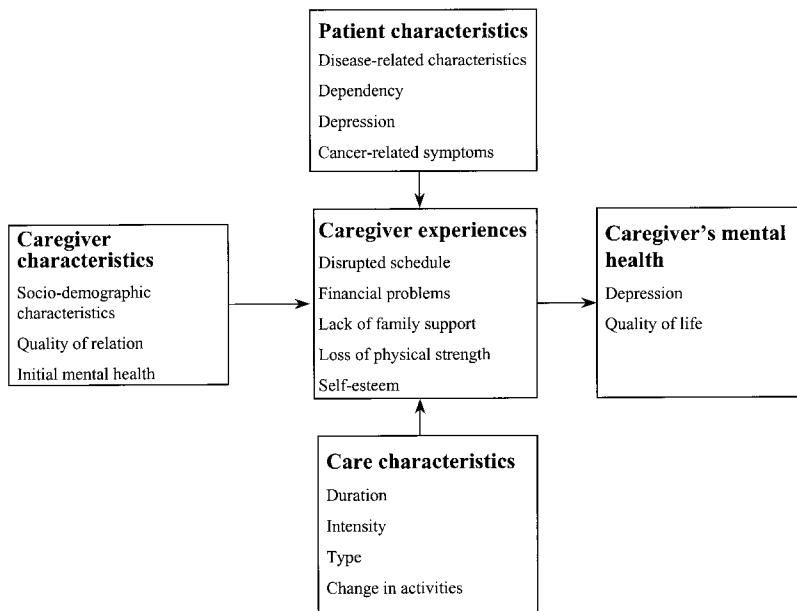 Patient characteristics
Disease-related characteristics
Dependency
Depression
Cancer-related symptoms
Caregiver
characteristics
Socio-demographic
characteristics
Quality of relation
Initial mental health
Caregiver experiences
Disrupted schedule
Financial problems
Lack of family support
Loss of physical strength
Self-esteem
Caregiver's mental
health
Depression
Quality of life
Care characteristics
Duration
Intensity
Type
Change in activities